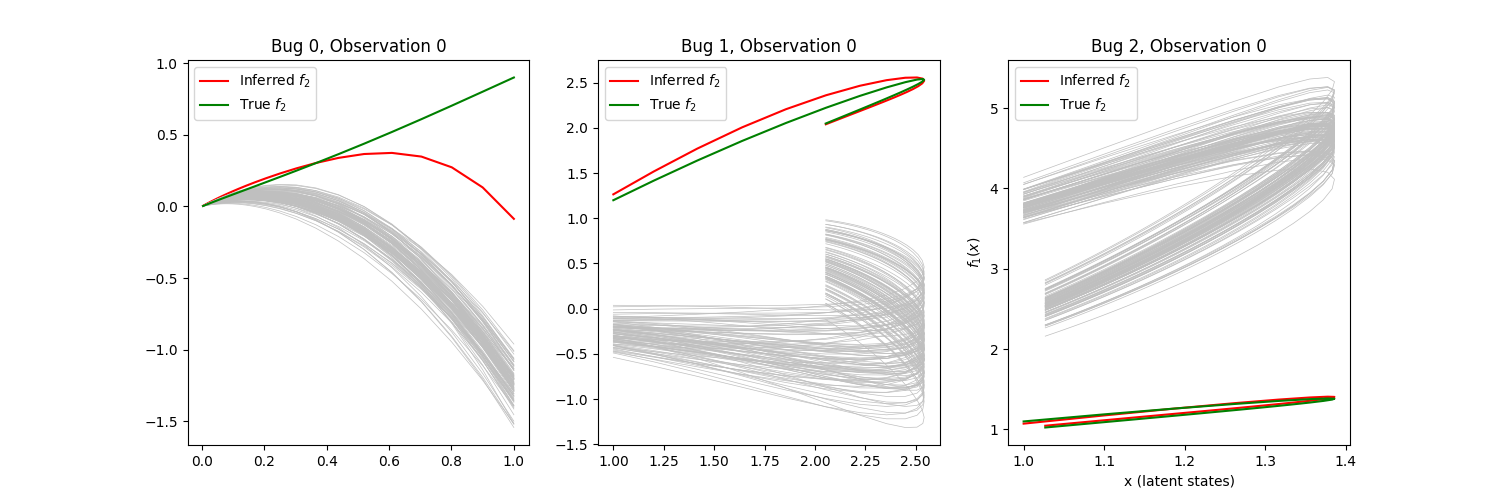 Bug 0, Observation 0
Inferred f₂
True f₂
1.0
0.5
0.0
−0.5
−1.0
−1.5
0.0 0.2 0.4 0.6 0.8 1.0
Bug 1, Observation 0
Inferred f₂
True f₂
2.5
2.0
1.5
1.0
0.5
0.0
−0.5
−1.0
−1.5
1.00 1.25 1.50 1.75 2.00 2.25 2.50
Bug 2, Observation 0
Inferred f₂
True f₂
f₁(x)
5
4
3
2
1
1.0 1.1 1.2 1.3 1.4
x (latent states)